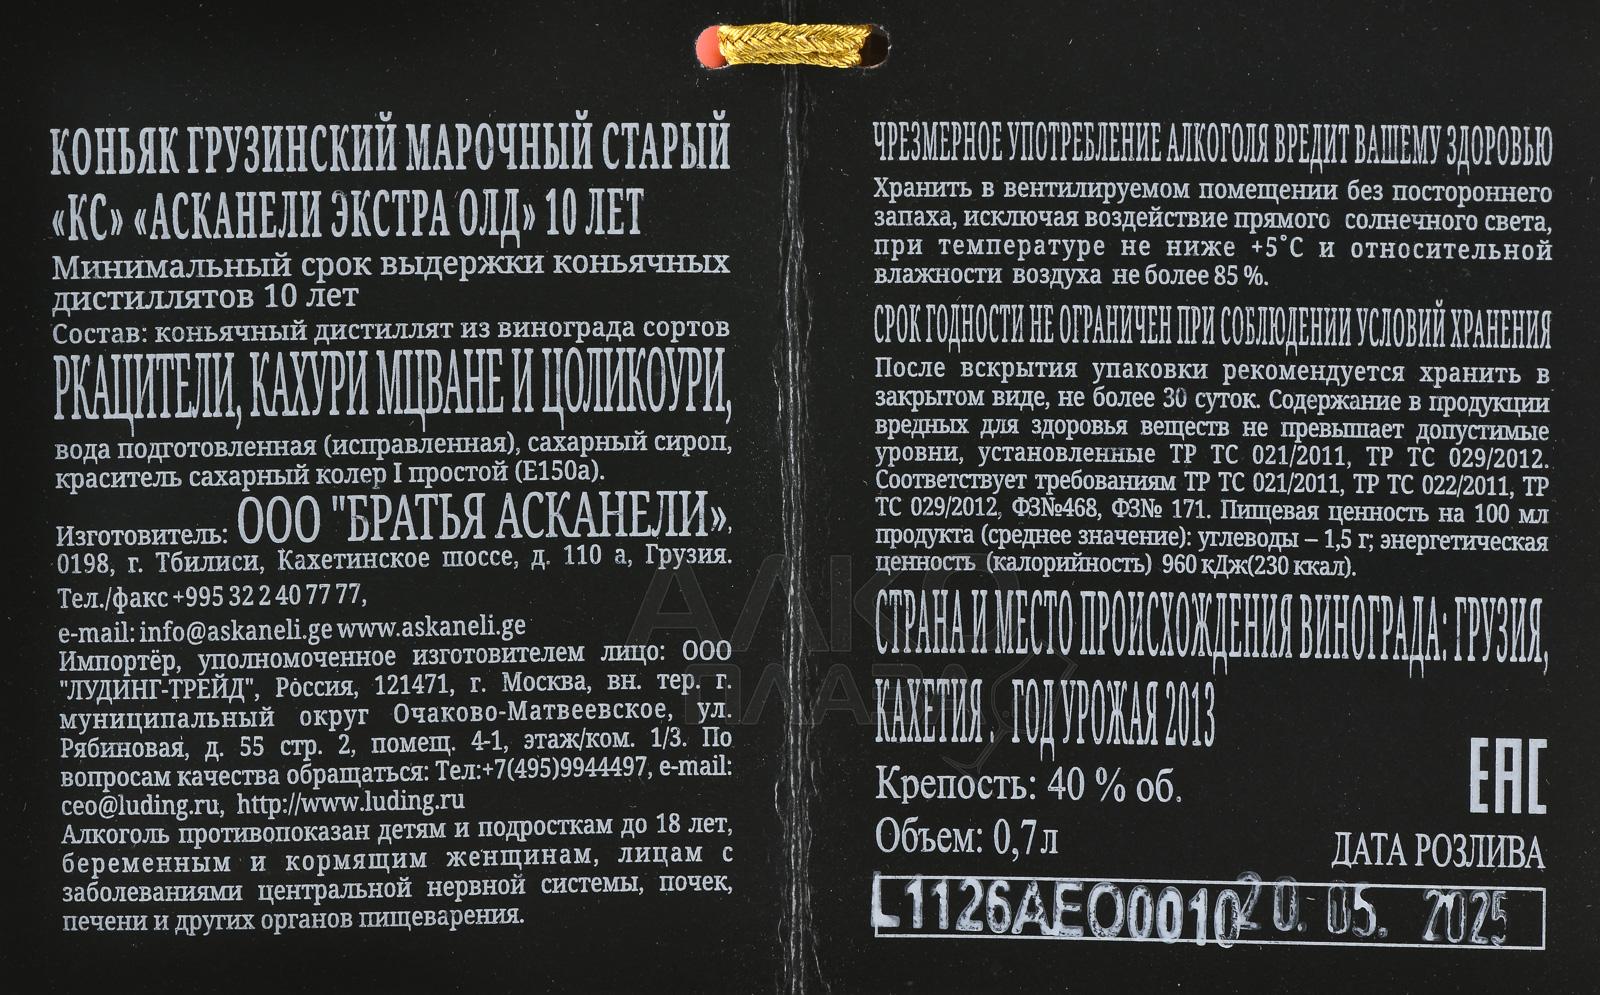 КОНЬЯК ГРУЗИНСКИЙ МАРОЧНЫЙ СТАРЫЙ
«КС» «АСКАНЕЛИ ЭКСТРА ОЛД» 10 ЛЕТ
Минимальный срок выдержки коньячных
дистиллятов 10 лет
Состав: коньячный дистиллят из винограда сортов
РКАЦИТЕЛИ, КАХУРИ МЦВАНЕ И ЦОЛИКОУРИ,
вода подготовленная (исправленная), сахарный сироп,
краситель сахарный колер I простой (Е150а).
Изготовитель: ООО "БРАТЬЯ АСКАНЕЛИ»,
0198, г. Тбилиси, Кахетинское шоссе, д. 110 а, Грузия.
Тел./факс +995 32 2 40 77 77,
e-mail: info@askaneli.ge www.askaneli.ge
Импортёр, уполномоченное изготовителем лицо: ООО
"ЛУДИНГ-ТРЕЙД", Россия, 121471, г. Москва, вн. тер. г.
муниципальный округ Очаково-Матвеевское, ул.
Рябиновая, д. 55 стр. 2, помещ. 4-1, этаж/ком. 1/3. По
вопросам качества обращаться: Тел:+7(495)9944497, e-mail:
ceo@luding.ru, http://www.luding.ru
Алкоголь противопоказан детям и подросткам до 18 лет,
беременным и кормящим женщинам, лицам с
заболеваниями центральной нервной системы, почек,
печени и других органов пищеварения.
ЧРЕЗМЕРНОЕ УПОТРЕБЛЕНИЕ АЛКОГОЛЯ ВРЕДИТ ВАШЕМУ ЗДОРОВЬЮ
Хранить в вентилируемом помещении без постороннего
запаха, исключая воздействие прямого солнечного света,
при температуре не ниже +5°С и относительной
влажности воздуха не более 85 %.
СРОК ГОДНОСТИ НЕ ОГРАНИЧЕН ПРИ СОБЛЮДЕНИИ УСЛОВИЙ ХРАНЕНИЯ
После вскрытия упаковки рекомендуется хранить в
закрытом виде, не более 30 суток. Содержание в продукции
вредных для здоровья веществ не превышает допустимые
уровни, установленные ТР ТС 021/2011, ТР ТС 029/2012.
Соответствует требованиям ТР ТС 021/2011, ТР ТС 022/2011, ТР
ТС 029/2012, ФЗ№468, ФЗ№ 171. Пищевая ценность на 100 мл
продукта (среднее значение): углеводы – 1,5 г; энергетическая
ценность (калорийность) 960 кДж(230 ккал).
СТРАНА И МЕСТО ПРОИСХОЖДЕНИЯ ВИНОГРАДА: ГРУЗИЯ,
КАХЕТИЯ . ГОД УРОЖАЯ 2013
Крепость: 40 % об.
ЕАС
Объем: 0,7 л
ДАТА РОЗЛИВА
L1126AEO0010 20. 05. 2025
АЛКО
ПЛАЗА